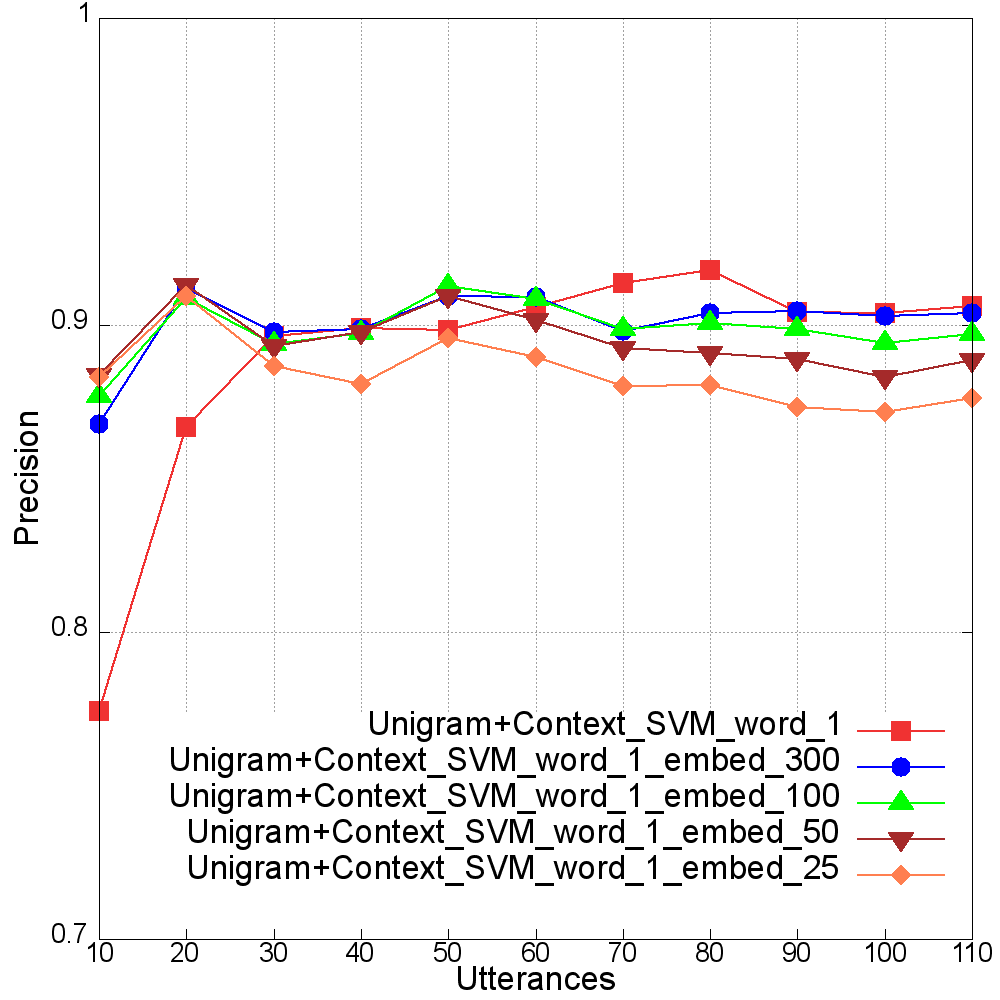 1
0.9
0.8
0.7
Precision
Unigram+Context_SVM_word_1
Unigram+Context_SVM_word_1_embed_300
Unigram+Context_SVM_word_1_embed_100
Unigram+Context_SVM_word_1_embed_50
Unigram+Context_SVM_word_1_embed_25
10 20 30 40 50 60 70 80 90 100 110
Utterances